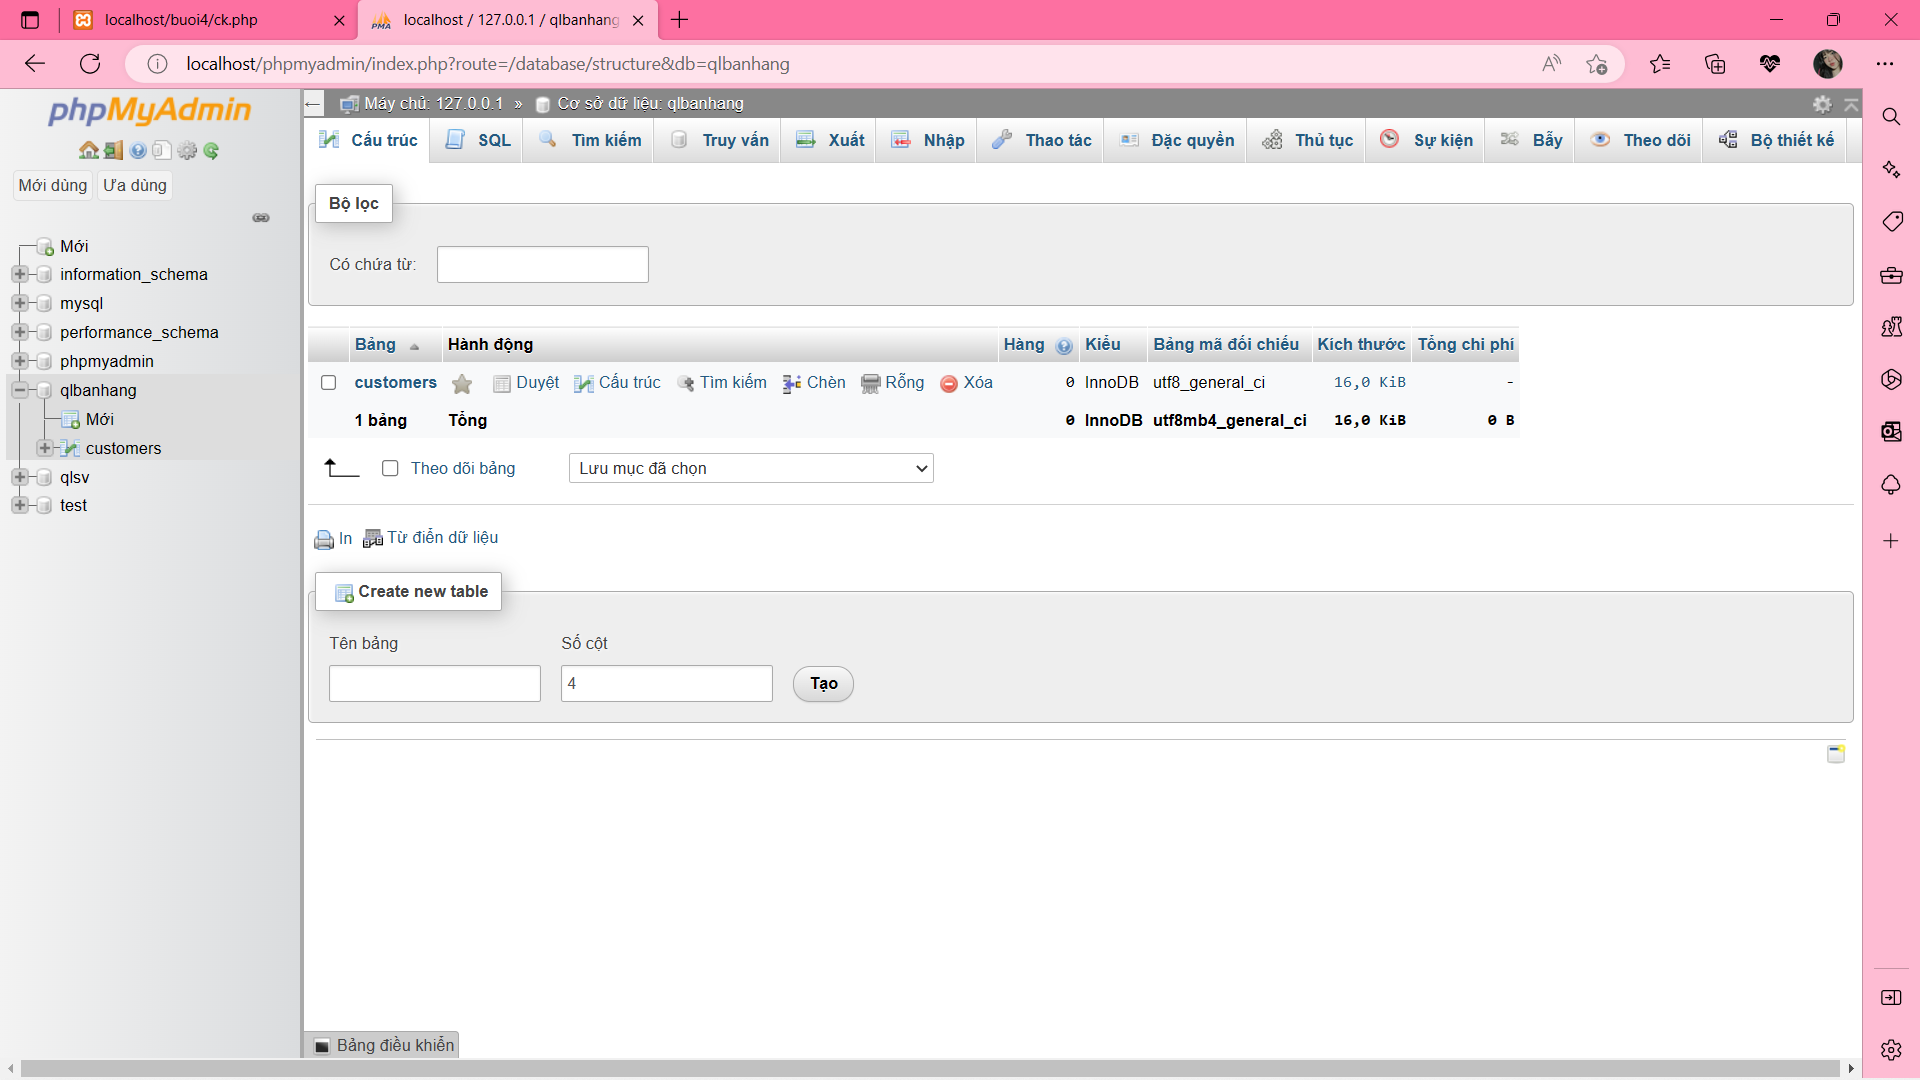 localhost/buoi4/ck.php
localhost / 127.0.0.1 / qlbanhang
localhost/phpmyadmin/index.php?route=/database/structure&db=qlbanhang
phpMyAdmin
Mới dùng Ưa dùng
Mới
information_schema
mysql
performance_schema
phpmyadmin
qlbanhang
Mới
customers
qlsv
test
Máy chủ: 127.0.0.1 » Cơ sở dữ liệu: qlbanhang
Cấu trúc SQL Tìm kiếm Truy vấn Xuất Nhập Thao tác Đặc quyền Thủ tục Sự kiện Bẫy Theo dõi Bộ thiết kế
Bộ lọc
Có chứa từ:
Bảng Hành động Hàng Kiểu Bảng mã đối chiếu Kích thước Tổng chi phí
customers Duyệt Cấu trúc Tìm kiếm Chèn Rỗng Xóa 0 InnoDB utf8_general_ci 16,0 KiB -
1 bảng Tổng 0 InnoDB utf8mb4_general_ci 16,0 KiB 0 B
Theo dõi bảng Lưu mục đã chọn
In Từ điển dữ liệu
Create new table
Tên bảng Số cột
4 Tạo
Bảng điều khiển